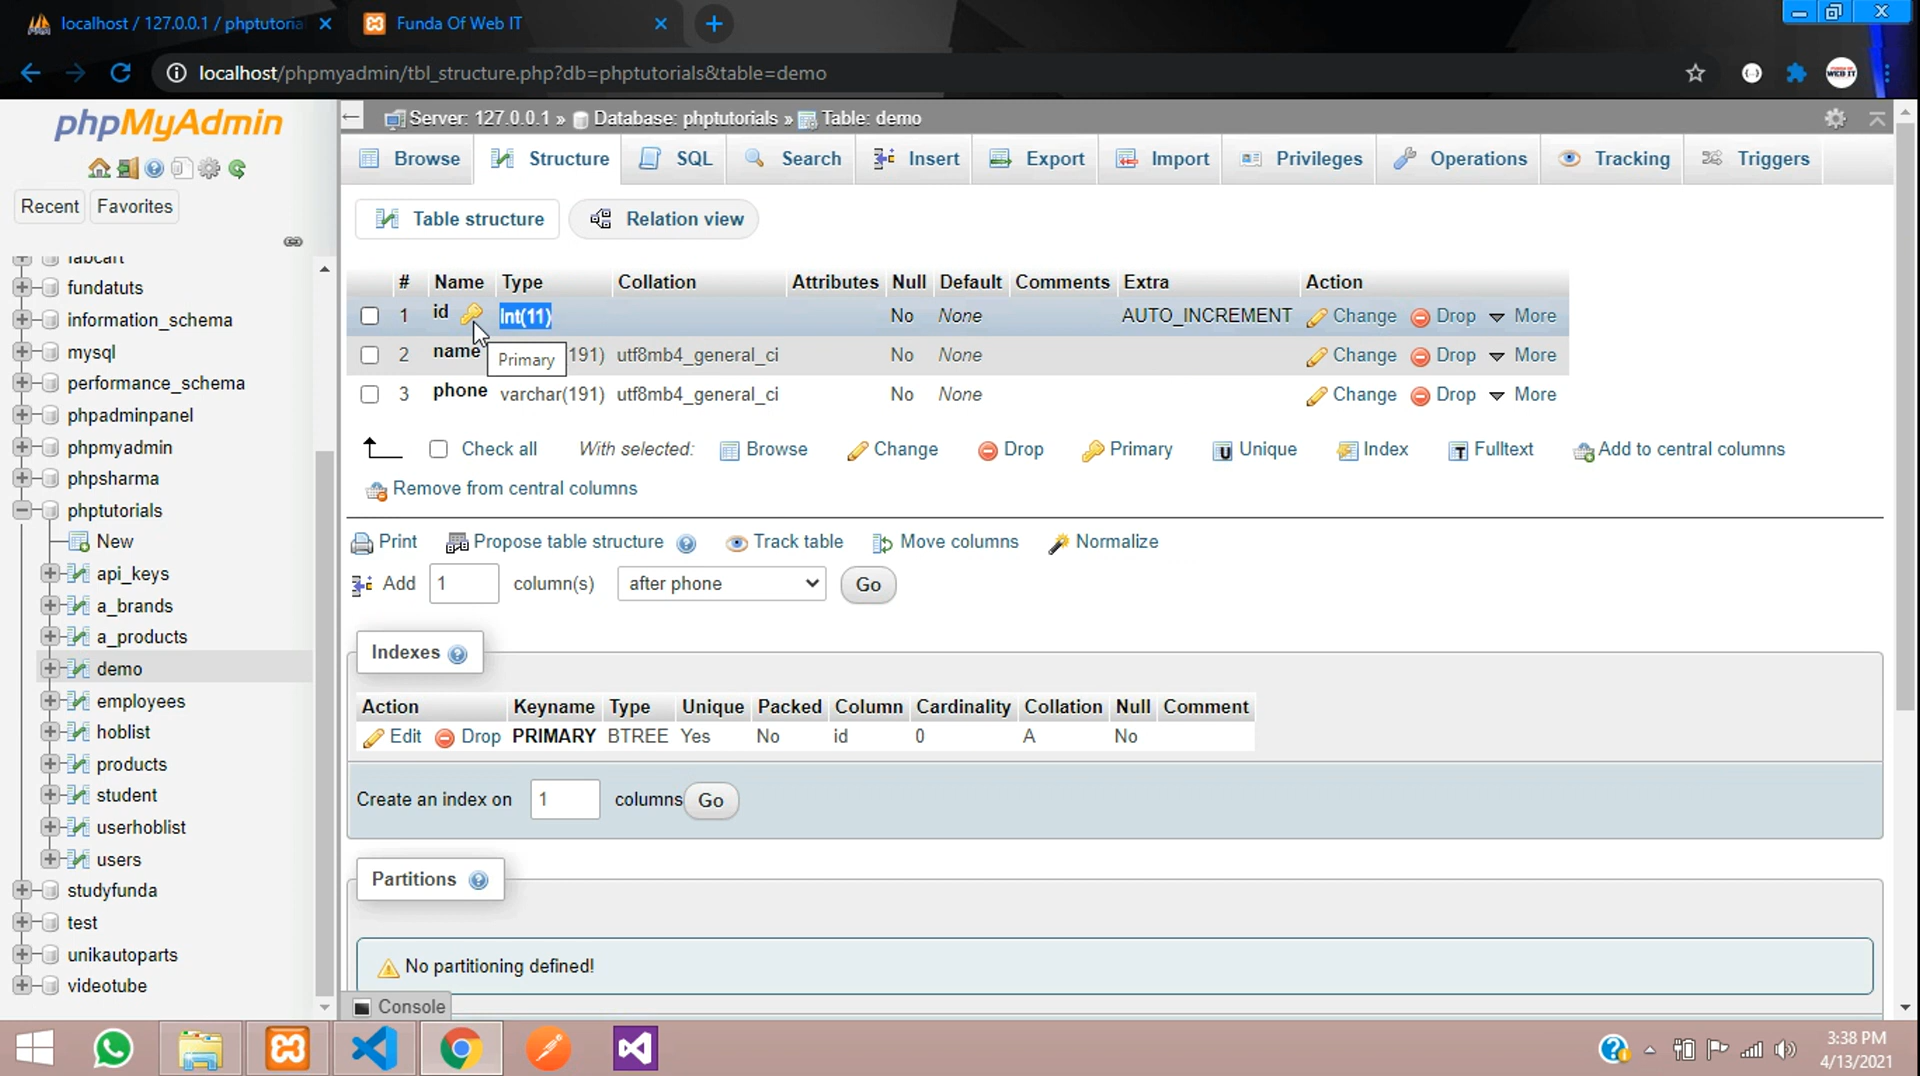 localhost / 127.0.0.1 / phptutoria
Funda Of Web IT
localhost/phpmyadmin/tbl_structure.php?db=phptutorials&table=demo
phpMyAdmin
Recent Favorites
fundatuts
information_schema
mysql
performance_schema
phpadminpanel
phpmyadmin
phpsharma
phptutorials
New
api_keys
a_brands
a_products
demo
employees
hoblist
products
student
userhoblist
users
studyfunda
test
unikautoparts
videotube
Server: 127.0.0.1 » Database: phptutorials » Table: demo
Browse Structure SQL Search Insert Export Import Privileges Operations Tracking Triggers
Table structure Relation view
# Name Type Collation Attributes Null Default Comments Extra Action
1 id int(11) No None AUTO_INCREMENT Change Drop More
2 name 191) utf8mb4_general_ci No None Change Drop More
Primary
3 phone varchar(191) utf8mb4_general_ci No None Change Drop More
Check all With selected: Browse Change Drop Primary Unique Index Fulltext Add to central columns
Remove from central columns
Print Propose table structure Track table Move columns Normalize
Add 1 column(s) after phone Go
Indexes
Action Keyname Type Unique Packed Column Cardinality Collation Null Comment
Edit Drop PRIMARY BTREE Yes No id 0 A No
Create an index on 1 columns Go
Partitions
No partitioning defined!
Console
3:38 PM
4/13/2021